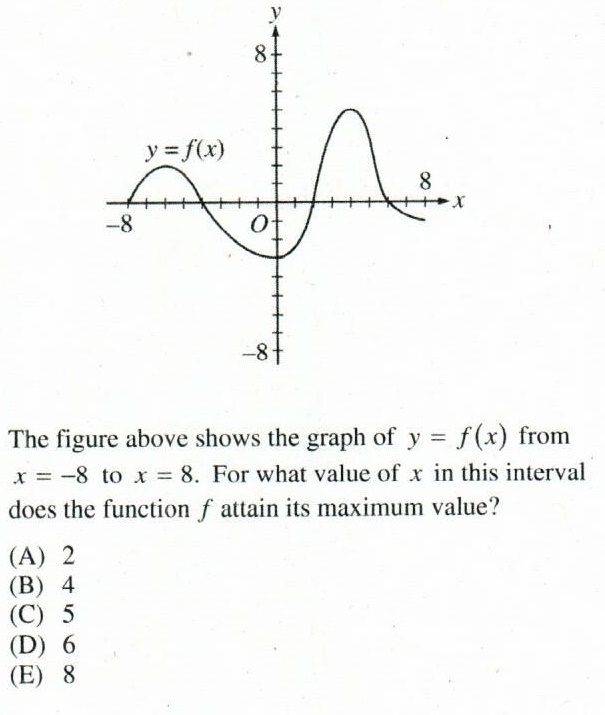 y
8
y = f(x)
8
x
–8
O
–8
The figure above shows the graph of y = f(x) from
x = –8 to x = 8. For what value of x in this interval
does the function f attain its maximum value?
(A) 2
(B) 4
(C) 5
(D) 6
(E) 8